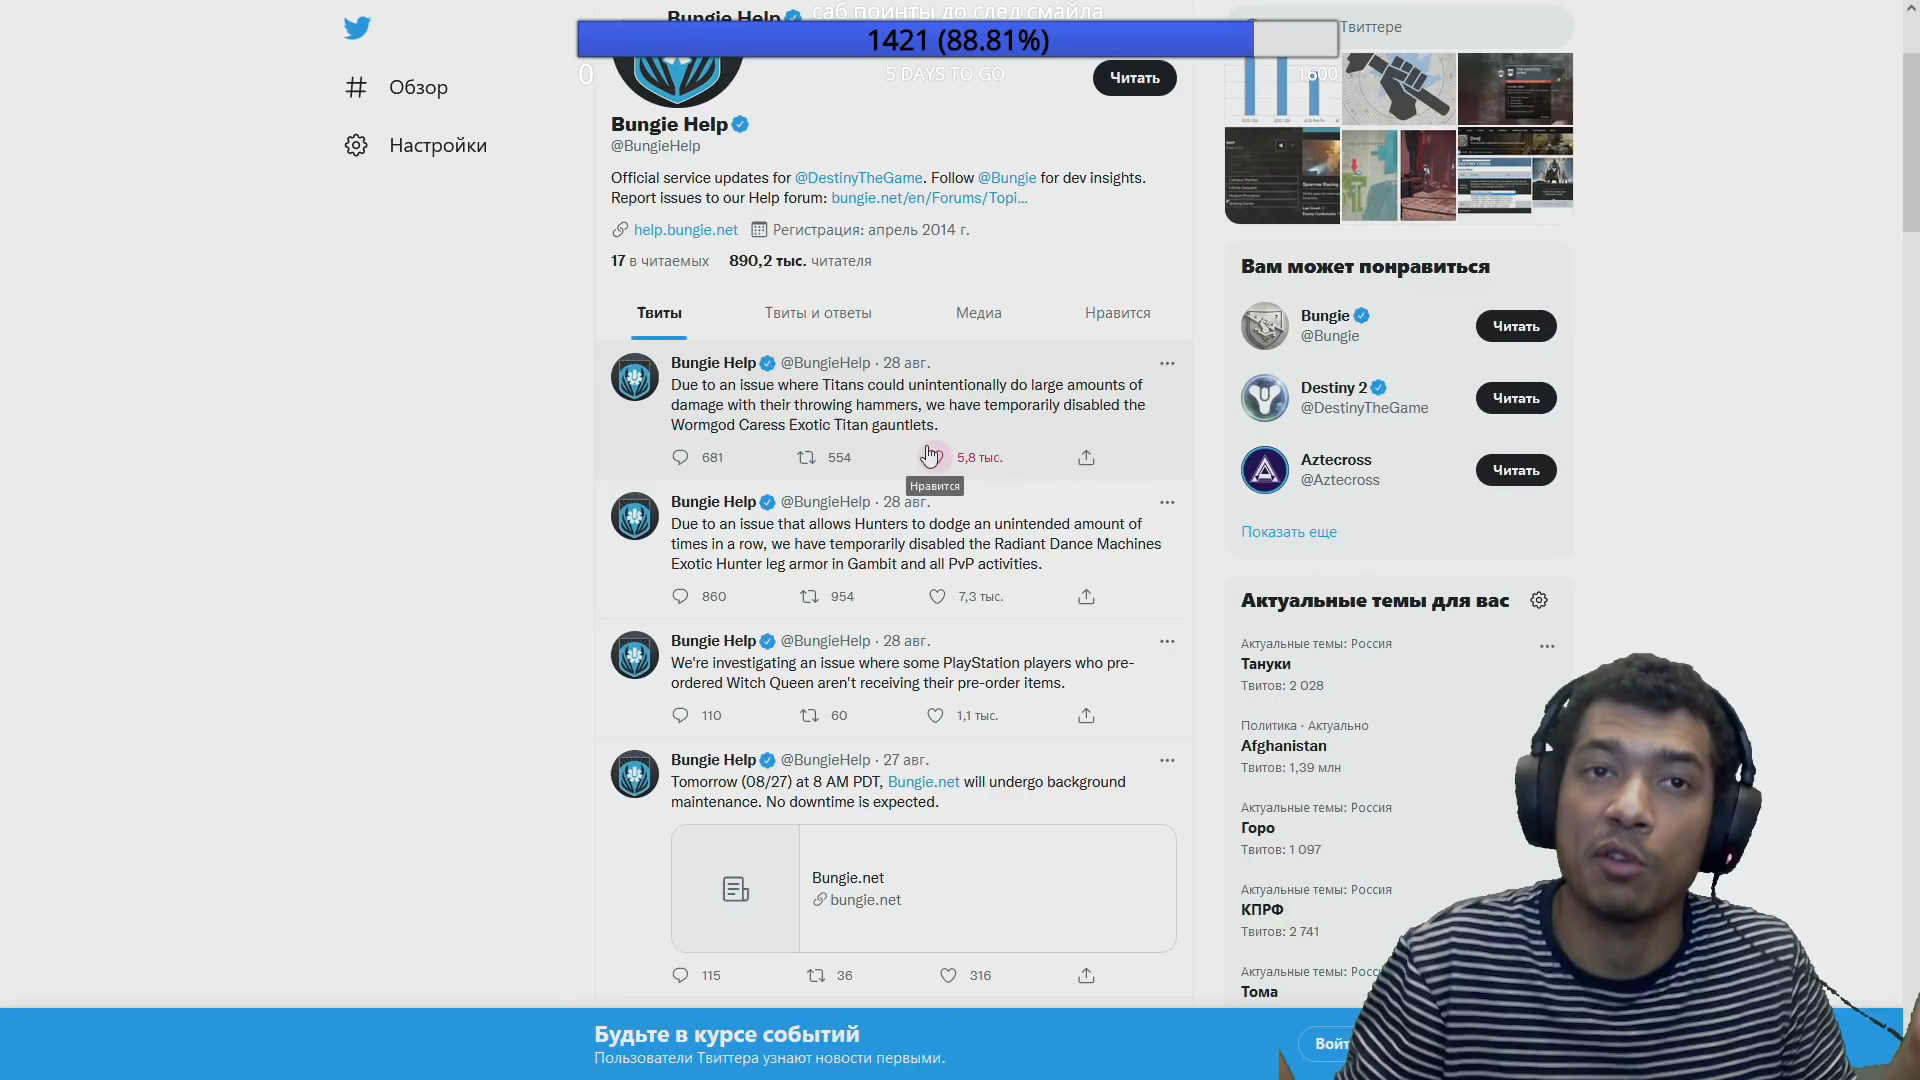 Bungie Help
саб поинты до след смайла
1421 (88.81%)
0
5 DAYS TO GO
1600
Твиттере
Обзор
Настройки
Читать
Bungie Help
@BungieHelp
Official service updates for @DestinyTheGame. Follow @Bungie for dev insights.
Report issues to our Help forum: bungie.net/en/Forums/Topi...
help.bungie.net Регистрация: апрель 2014 г.
17 в читаемых 890,2 тыс. читателя
Твиты Твиты и ответы Медиа Нравится
Bungie Help @BungieHelp · 28 авг.
Due to an issue where Titans could unintentionally do large amounts of
damage with their throwing hammers, we have temporarily disabled the
Wormgod Caress Exotic Titan gauntlets.
681 554 5,8 тыс.
Нравится
Bungie Help @BungieHelp · 28 авг.
Due to an issue that allows Hunters to dodge an unintended amount of
times in a row, we have temporarily disabled the Radiant Dance Machines
Exotic Hunter leg armor in Gambit and all PvP activities.
860 954 7,3 тыс.
Bungie Help @BungieHelp · 28 авг.
We're investigating an issue where some PlayStation players who pre-
ordered Witch Queen aren't receiving their pre-order items.
110 60 1,1 тыс.
Bungie Help @BungieHelp · 27 авг.
Tomorrow (08/27) at 8 AM PDT, Bungie.net will undergo background
maintenance. No downtime is expected.
Bungie.net
bungie.net
115 36 316
Вам может понравиться
Bungie
@Bungie
Читать
Destiny 2
@DestinyTheGame
Читать
Aztecross
@Aztecross
Читать
Показать еще
Актуальные темы для вас
Актуальные темы: Россия
Тануки
Твитов: 2 028
Политика · Актуально
Afghanistan
Твитов: 1,39 млн
Актуальные темы: Россия
Горо
Твитов: 1 097
Актуальные темы: Россия
КПРФ
Твитов: 2 741
Актуальные темы: Росс
Тома
Будьте в курсе событий
Пользователи Твиттера узнают новости первыми.
Войт